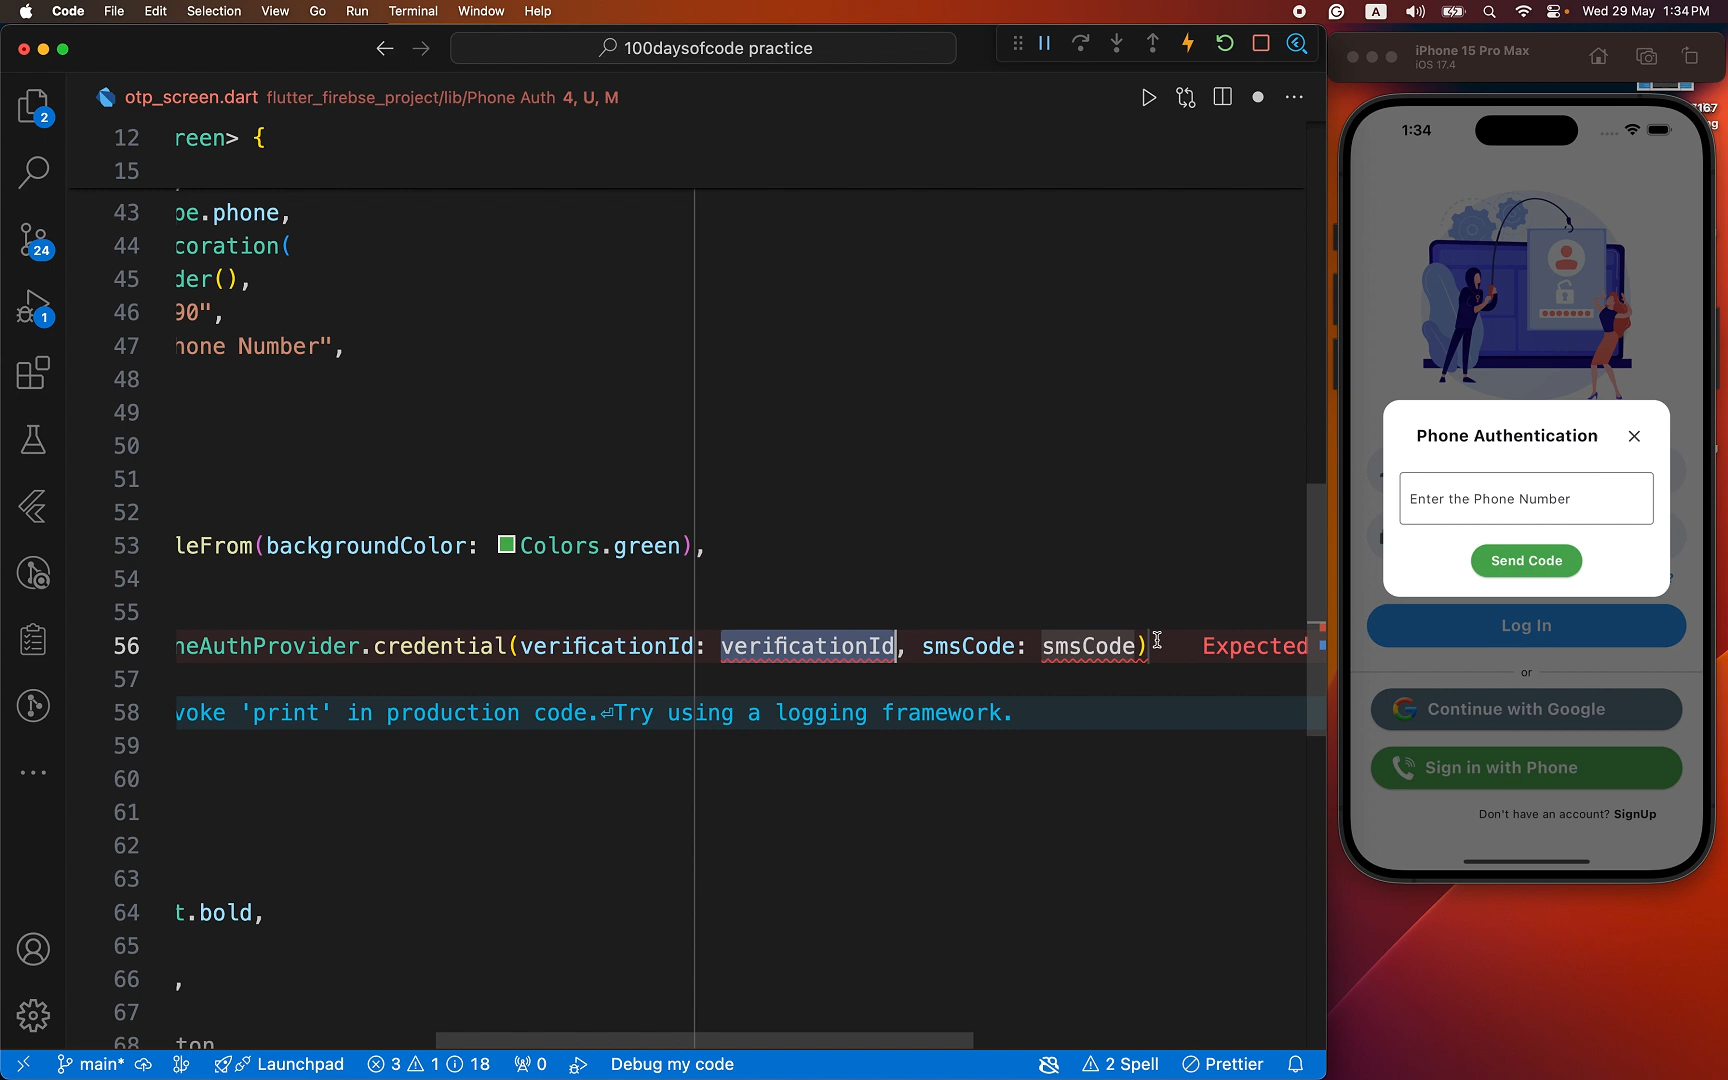 Code File Edit Selection View Go Run Terminal Window Help
A Wed 29 May 1:34 PM
100daysofcode practice
otp_screen.dart flutter_firebse_project/lib/Phone Auth 4, U, M
12 reen> {
15
43 pe.phone,
44 coration(
45 der(),
46 90",
47 hone Number",
48
49
50
51
52
53 leFrom(backgroundColor: Colors.green),
54
55
56 neAuthProvider.credential(verificationId: verificationId, smsCode: smsCode) Expected
57
58 voke 'print' in production code.⏎Try using a logging framework.
59
60
61
62
63
64 t.bold,
65
66 ,
67
68 ton
2
24
1
main* Launchpad 3 1 18 0 Debug my code 2 Spell Prettier
iPhone 15 Pro Max
iOS 17.4
1:34
Phone Authentication
Enter the Phone Number
Send Code
Log In
or
Continue with Google
Sign in with Phone
Don't have an account? SignUp